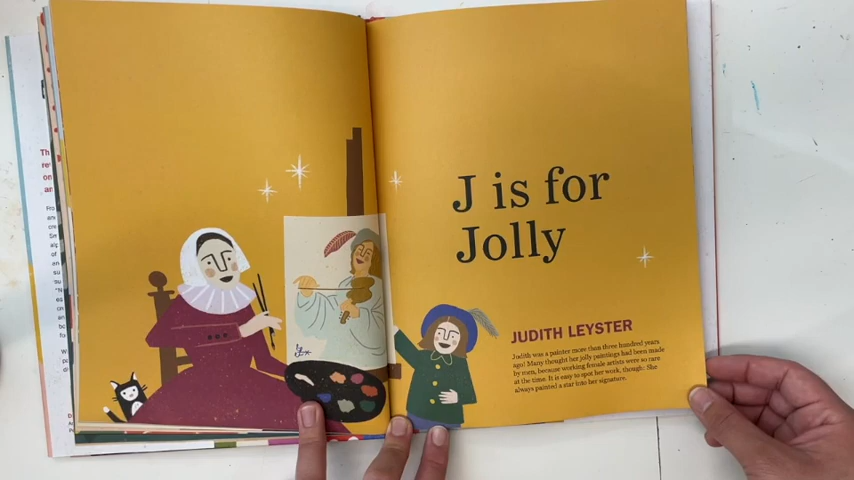 J is for
Jolly
JUDITH LEYSTER
Judith was a painter more than three hundred years
ago! Many thought her jolly paintings had been made
by men, because working female artists were so rare
at the time. It is easy to spot her work, though: She
always painted a star into her signature.